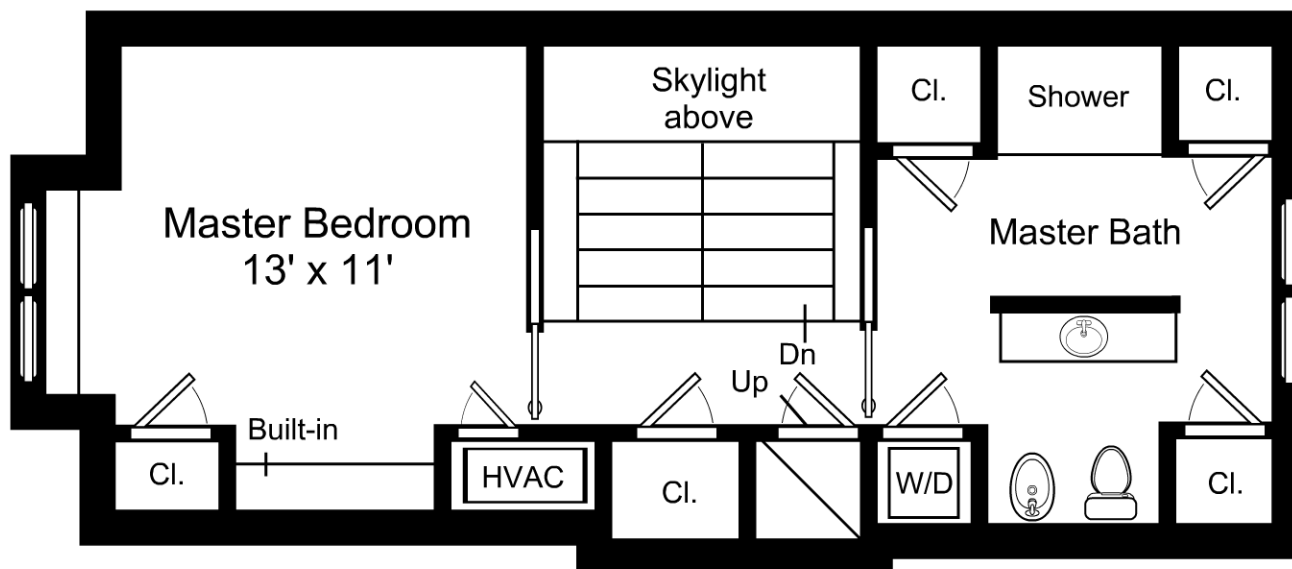 Cl.
Shower
Cl.
Skylight
above
Master Bedroom
13' x 11'
Master Bath
Dn
Up
Built-in
Cl.
HVAC
Cl.
W/D
Cl.